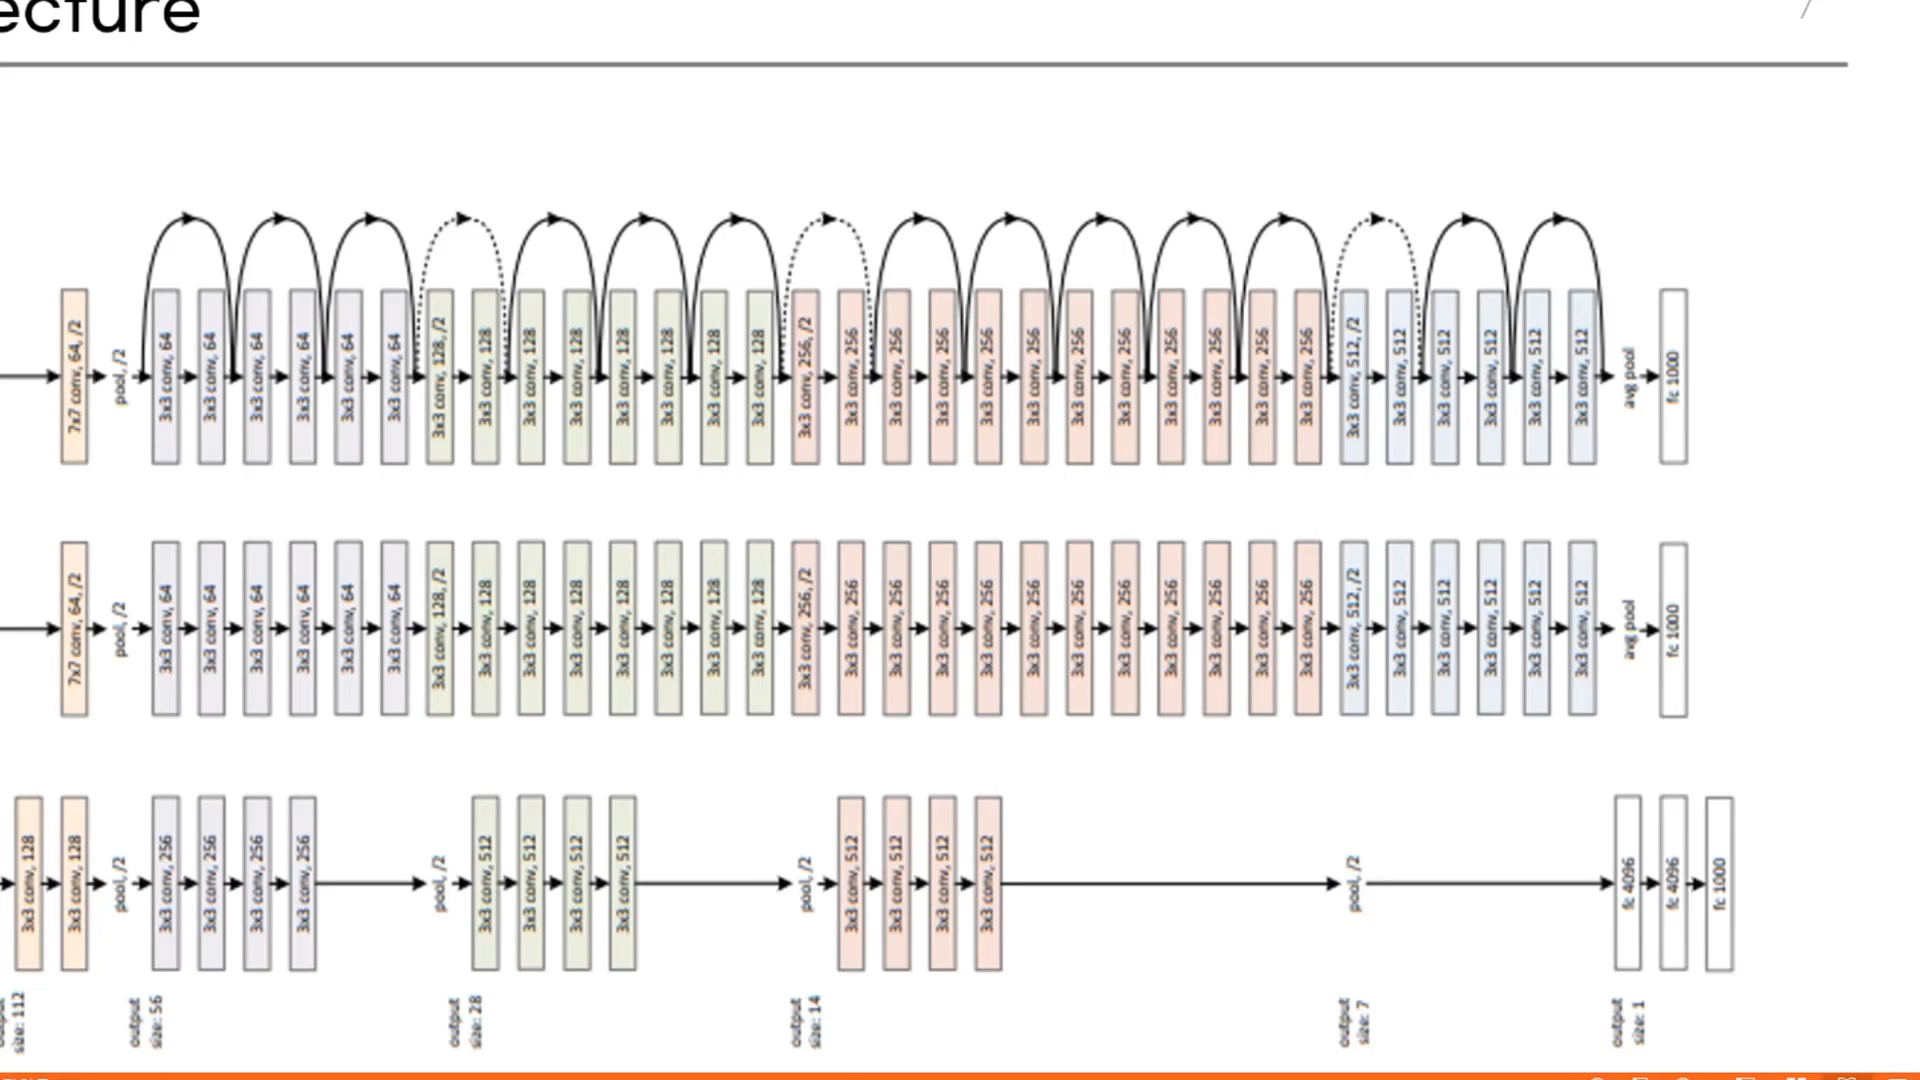 ecture
7x7 conv, 64, /2
pool, /2
3x3 conv, 64
3x3 conv, 64
3x3 conv, 64
3x3 conv, 64
3x3 conv, 64
3x3 conv, 64
3x3 conv, 128, /2
3x3 conv, 128
3x3 conv, 128
3x3 conv, 128
3x3 conv, 128
3x3 conv, 128
3x3 conv, 128
3x3 conv, 128
3x3 conv, 256, /2
3x3 conv, 256
3x3 conv, 256
3x3 conv, 256
3x3 conv, 256
3x3 conv, 256
3x3 conv, 256
3x3 conv, 256
3x3 conv, 256
3x3 conv, 256
3x3 conv, 256
3x3 conv, 256
3x3 conv, 512, /2
3x3 conv, 512
3x3 conv, 512
3x3 conv, 512
3x3 conv, 512
3x3 conv, 512
avg pool
fc 1000
7x7 conv, 64, /2
pool, /2
3x3 conv, 64
3x3 conv, 64
3x3 conv, 64
3x3 conv, 64
3x3 conv, 64
3x3 conv, 64
3x3 conv, 128, /2
3x3 conv, 128
3x3 conv, 128
3x3 conv, 128
3x3 conv, 128
3x3 conv, 128
3x3 conv, 128
3x3 conv, 128
3x3 conv, 256, /2
3x3 conv, 256
3x3 conv, 256
3x3 conv, 256
3x3 conv, 256
3x3 conv, 256
3x3 conv, 256
3x3 conv, 256
3x3 conv, 256
3x3 conv, 256
3x3 conv, 256
3x3 conv, 256
3x3 conv, 512, /2
3x3 conv, 512
3x3 conv, 512
3x3 conv, 512
3x3 conv, 512
3x3 conv, 512
avg pool
fc 1000
3x3 conv, 128
3x3 conv, 128
pool, /2
3x3 conv, 256
3x3 conv, 256
3x3 conv, 256
3x3 conv, 256
pool, /2
3x3 conv, 512
3x3 conv, 512
3x3 conv, 512
3x3 conv, 512
pool, /2
3x3 conv, 512
3x3 conv, 512
3x3 conv, 512
3x3 conv, 512
pool, /2
fc 4096
fc 4096
fc 1000
output
size: 112
output
size: 56
output
size: 28
output
size: 14
output
size: 7
output
size: 1